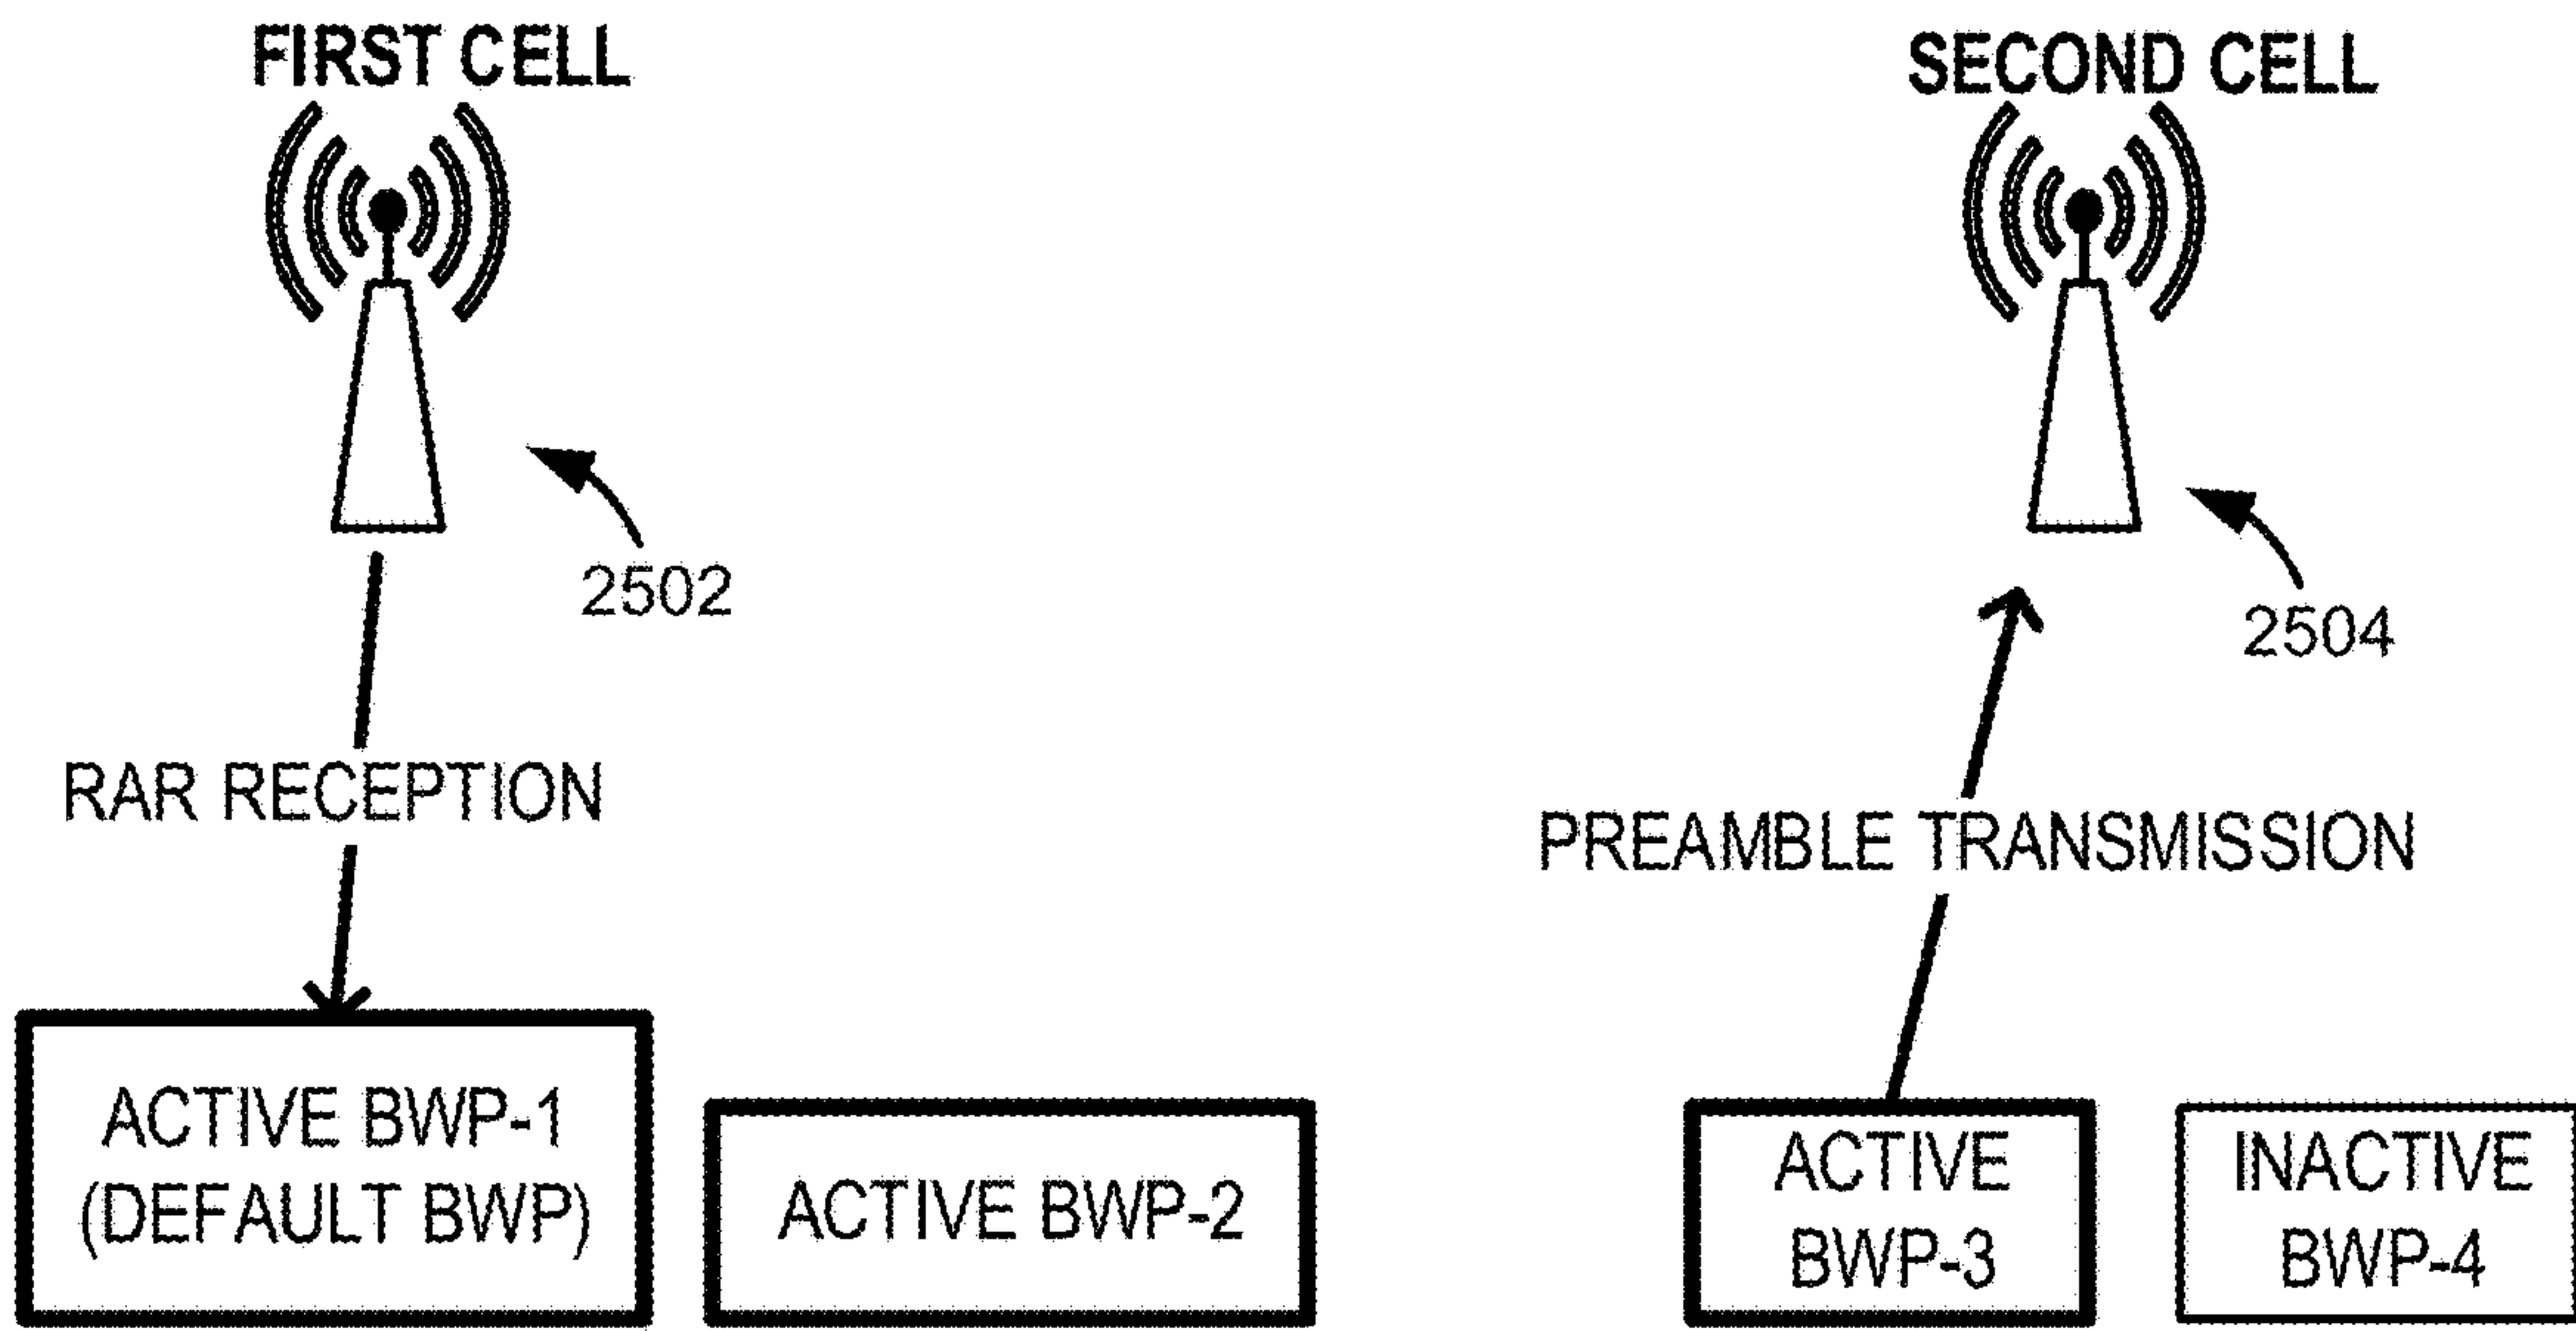 FIRST CELL
SECOND CELL
2502
2504
RAR RECEPTION
PREAMBLE TRANSMISSION
ACTIVE BWP-1
(DEFAULT BWP)
ACTIVE BWP-2
ACTIVE
BWP-3
INACTIVE
BWP-4